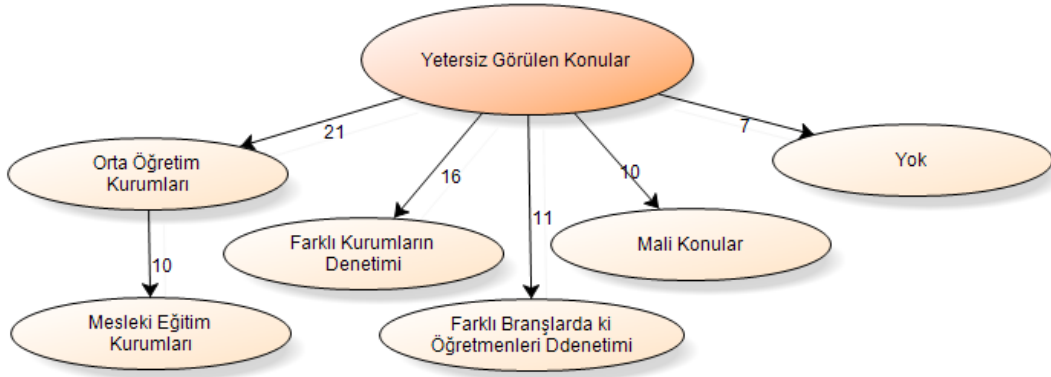 Yetersiz Görülen Konular
21
16
11
10
7
Orta Öğretim
Kurumları
Yok
Farklı Kurumların
Denetimi
Mali Konular
10
Mesleki Eğitim
Kurumları
Farklı Branşlarda ki
Öğretmenleri Ddenetimi